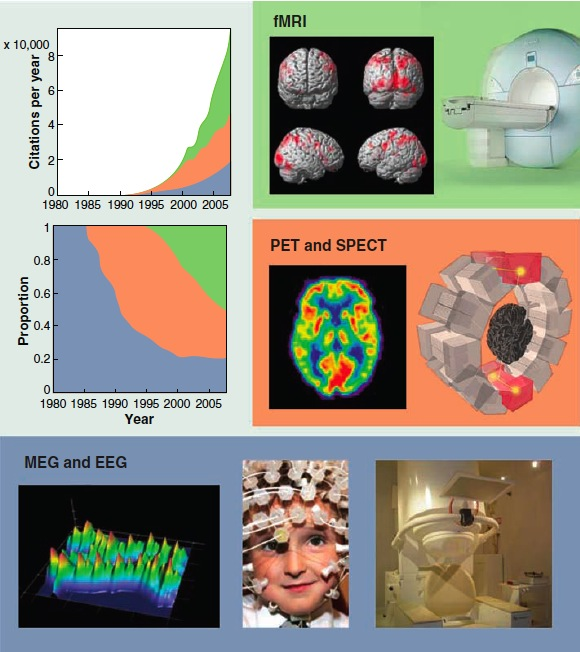 fMRI
x 10,000
Citations per year
8
6
4
2
0
1980 1985 1990 1995 2000 2005
PET and SPECT
Proportion
1
0.8
0.6
0.4
0.2
0
1980 1985 1990 1995 2000 2005
Year
MEG and EEG